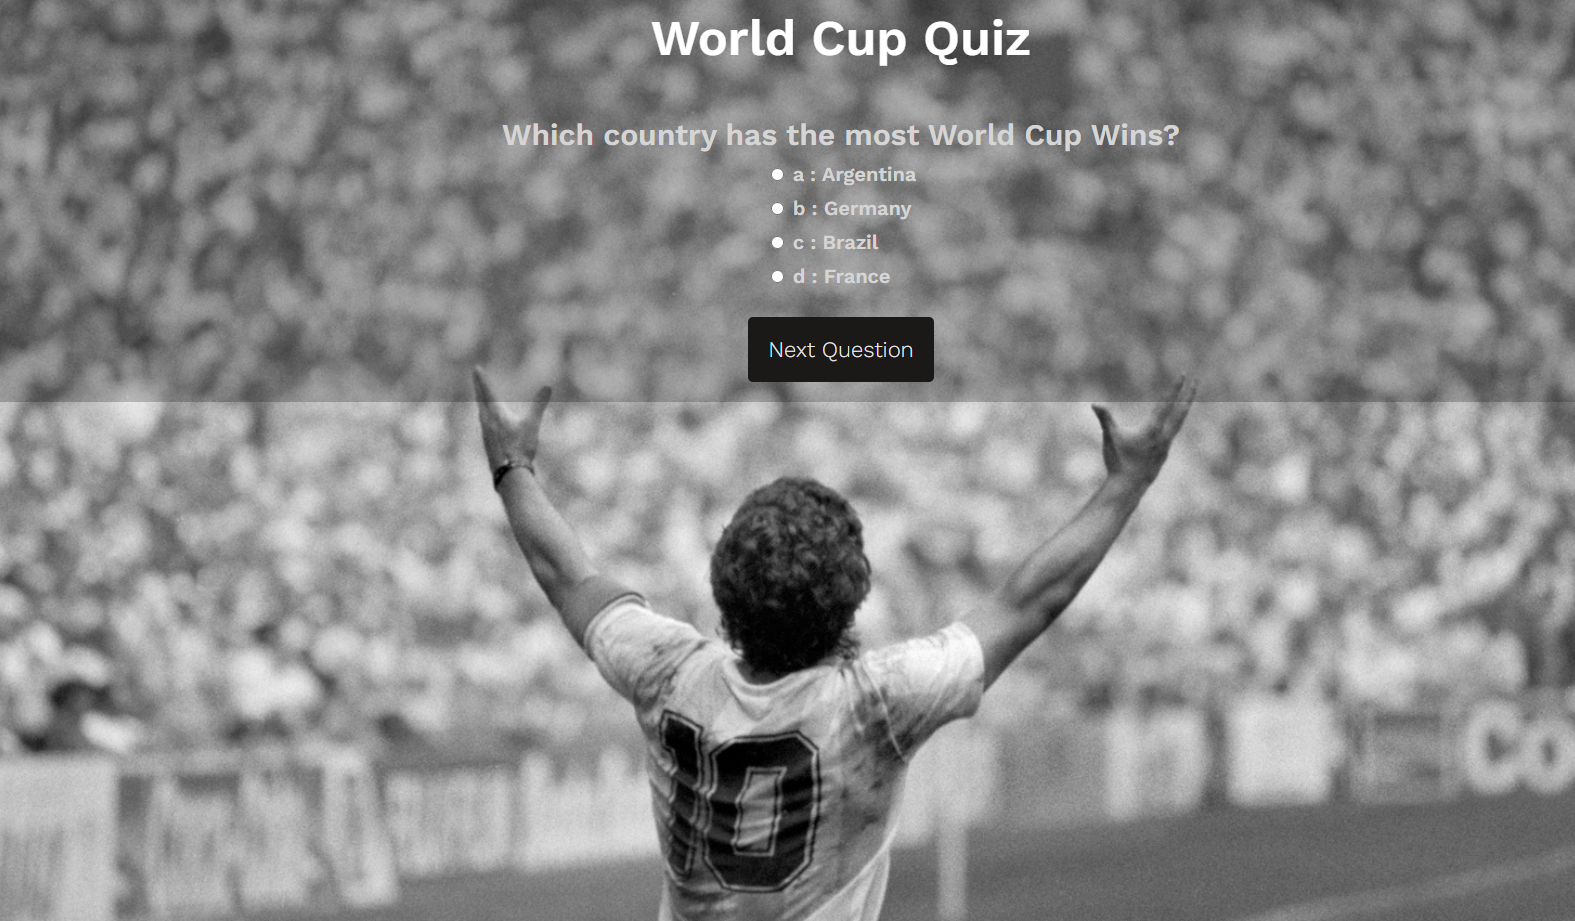 World Cup Quiz
Which country has the most World Cup Wins?
a : Argentina
b : Germany
c : Brazil
d : France
Next Question
Co
10